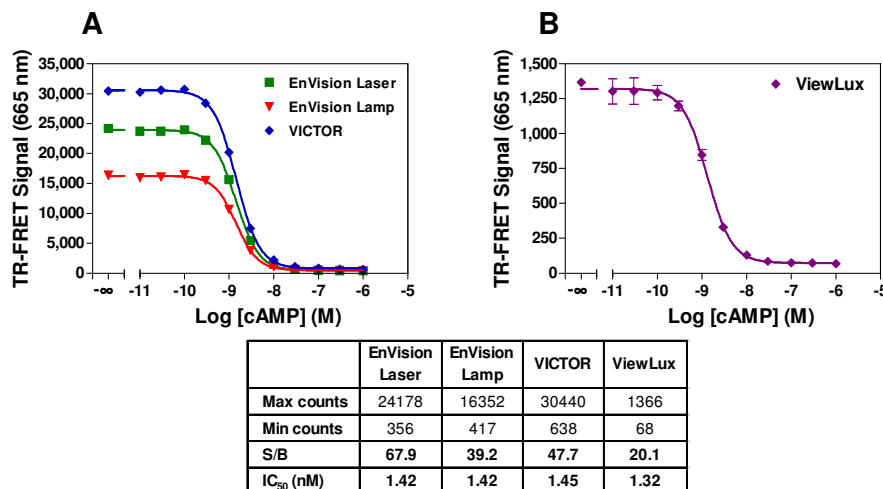 A
TR-FRET Signal (665 nm)
35,000
30,000
25,000
20,000
15,000
10,000
5,000
0
EnVision Laser
EnVision Lamp
VICTOR
-∞ -11 -10 -9 -8 -7 -6 -5
Log [cAMP] (M)
B
TR-FRET Signal (665 nm)
1,500
1,250
1,000
750
500
250
0
ViewLux
-∞ -11 -10 -9 -8 -7 -6 -5
Log [cAMP] (M)
EnVision Laser EnVision Lamp VICTOR ViewLux
Max counts 24178 16352 30440 1366
Min counts 356 417 638 68
S/B 67.9 39.2 47.7 20.1
IC50 (nM) 1.42 1.42 1.45 1.32